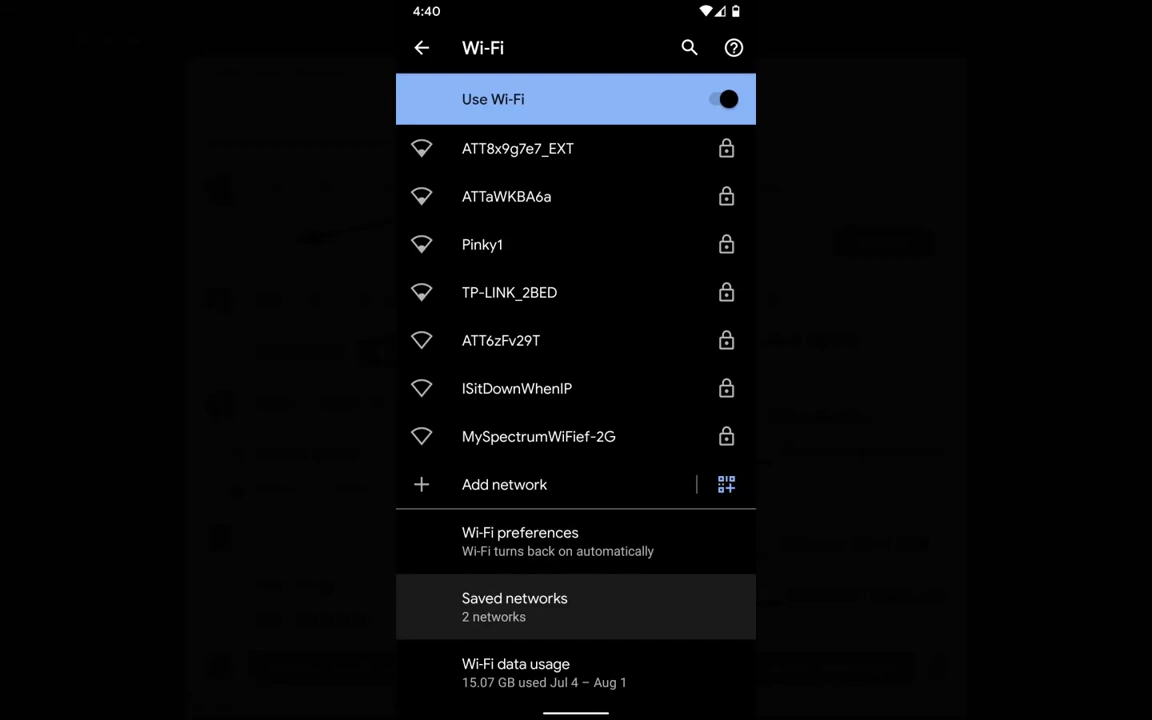 4:40
Wi-Fi
Use Wi-Fi
ATT8x9g7e7_EXT
ATTaWKBA6a
Pinky1
TP-LINK_2BED
ATT6zFv29T
ISitDownWhenIP
MySpectrumWiFief-2G
Add network
Wi-Fi preferences
Wi-Fi turns back on automatically
Saved networks
2 networks
Wi-Fi data usage
15.07 GB used Jul 4 – Aug 1